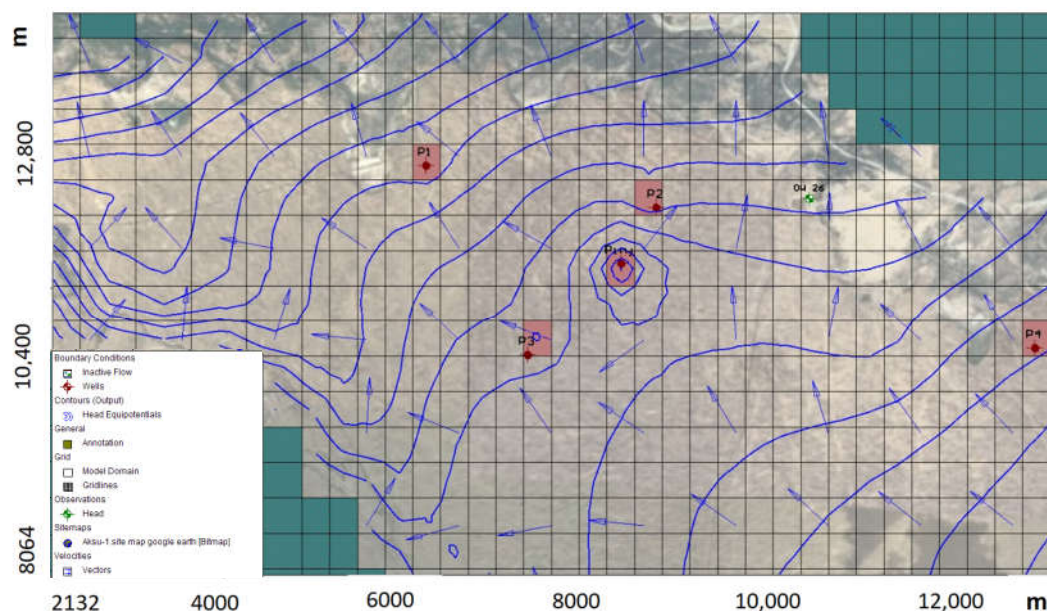 m
12,800
10,400
8064
P1
P2
OW 26
P3
P4
Boundary Conditions
Inactive Flow
Wells
Contours (Output)
Head Equipotentials
General
Annotation
Grid
Model Domain
Gridlines
Observations
Head
Sitemaps
Aksu-1 site map google earth [Bitmap]
Velocities
Vectors
2132 4000 6000 8000 10,000 12,000 m